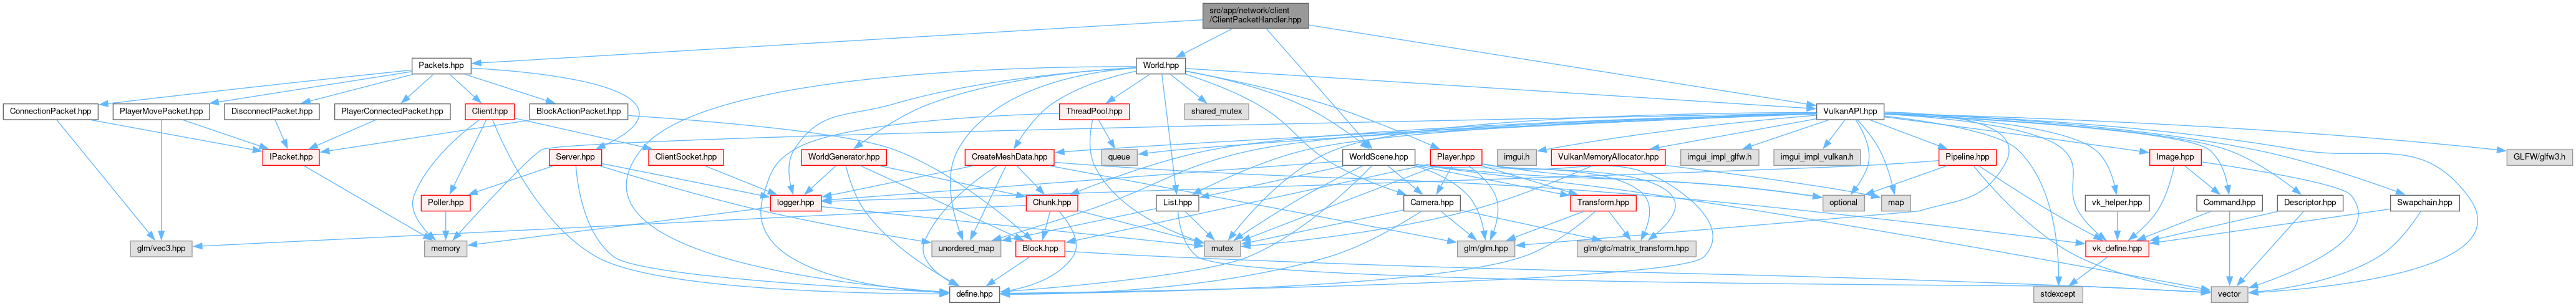 src/app/network/client
/ClientPacketHandler.hpp
Packets.hpp
World.hpp
ConnectionPacket.hpp
PlayerMovePacket.hpp
DisconnectPacket.hpp
PlayerConnectedPacket.hpp
Client.hpp
BlockActionPacket.hpp
ThreadPool.hpp
shared_mutex
VulkanAPI.hpp
IPacket.hpp
Server.hpp
ClientSocket.hpp
WorldGenerator.hpp
CreateMeshData.hpp
queue
WorldScene.hpp
Player.hpp
imgui.h
VulkanMemoryAllocator.hpp
imgui_impl_glfw.h
imgui_impl_vulkan.h
Pipeline.hpp
Image.hpp
GLFW/glfw3.h
Poller.hpp
logger.hpp
Chunk.hpp
List.hpp
Camera.hpp
Transform.hpp
optional
map
vk_helper.hpp
Command.hpp
Descriptor.hpp
Swapchain.hpp
glm/vec3.hpp
memory
unordered_map
Block.hpp
mutex
glm/glm.hpp
glm/gtc/matrix_transform.hpp
vk_define.hpp
define.hpp
stdexcept
vector